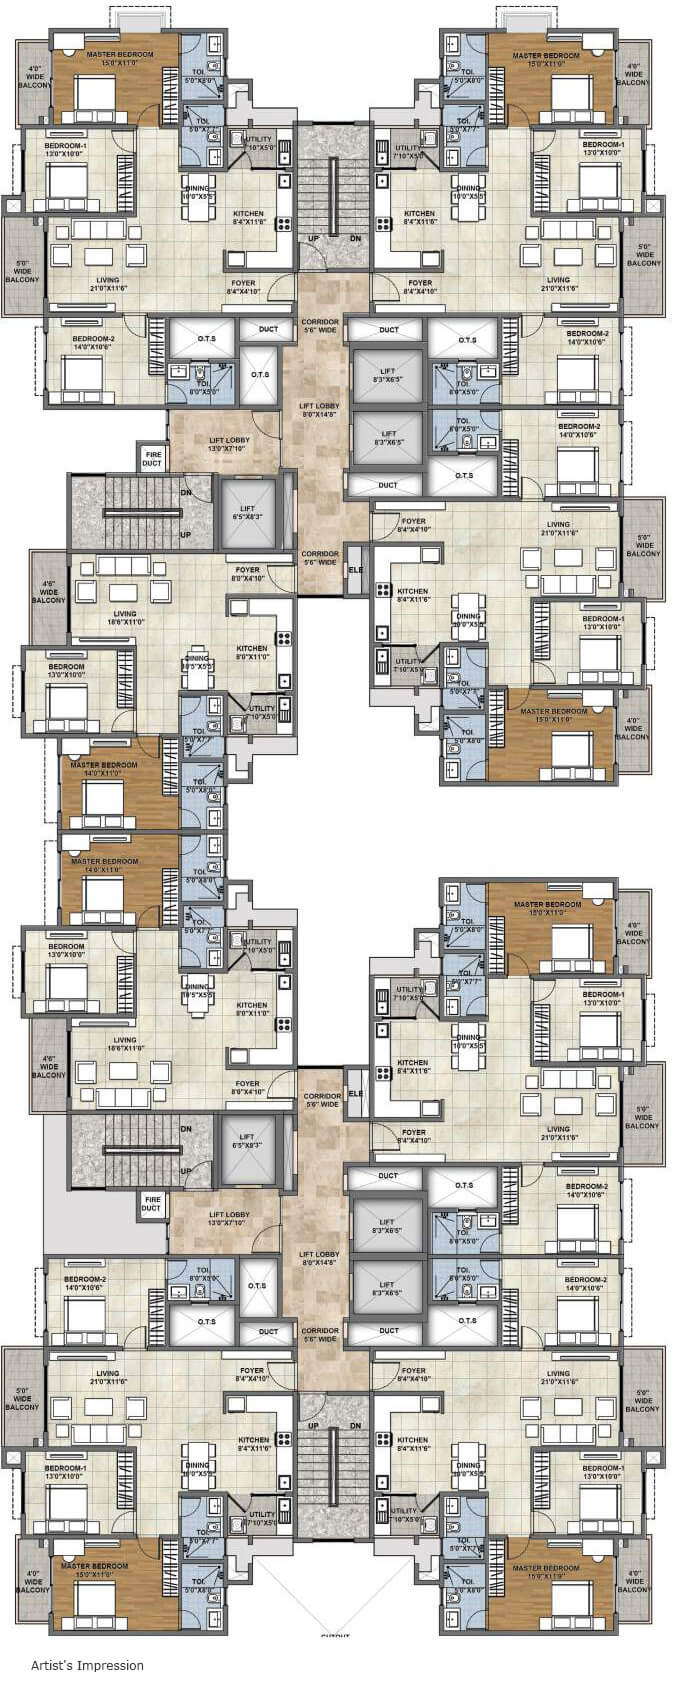 MASTER BEDROOM
15'0"X11'0"
4'0"
WIDE
BALCONY
TOI.
5'0"X8'0"
TOI.
5'0"X7'7"
BEDROOM-1
13'0"X10'0"
UTILITY
7'10"X5'0"
DINING
10'0"X5'5"
KITCHEN
8'4"X11'6"
5'0"
WIDE
BALCONY
LIVING
21'0"X11'6"
FOYER
8'4"X4'10"
BEDROOM-2
14'0"X10'6"
TOI.
8'0"X5'0"
O.T.S
O.T.S
DUCT
UP
DN
MASTER BEDROOM
15'0"X11'0"
4'0"
WIDE
BALCONY
TOI.
5'0"X8'0"
TOI.
5'0"X7'7"
BEDROOM-1
13'0"X10'0"
UTILITY
7'10"X5'0"
DINING
10'0"X5'5"
KITCHEN
8'4"X11'6"
5'0"
WIDE
BALCONY
LIVING
21'0"X11'6"
FOYER
8'4"X4'10"
BEDROOM-2
14'0"X10'6"
TOI.
8'0"X5'0"
O.T.S
DUCT
CORRIDOR
5'6" WIDE
LIFT
8'3"X6'5"
LIFT LOBBY
8'0"X14'8"
LIFT
8'3"X6'5"
LIFT LOBBY
13'0"X7'10"
FIRE
DUCT
DN
UP
LIFT
6'5"X8'3"
DUCT
CORRIDOR
5'6" WIDE
ELE
TOI.
8'0"X5'0"
BEDROOM-2
14'0"X10'6"
O.T.S
FOYER
8'4"X4'10"
LIVING
21'0"X11'6"
5'0"
WIDE
BALCONY
KITCHEN
8'4"X11'6"
DINING
10'0"X5'5"
BEDROOM-1
13'0"X10'0"
UTILITY
7'10"X5'0"
TOI.
5'0"X7'7"
MASTER BEDROOM
15'0"X11'0"
4'0"
WIDE
BALCONY
TOI.
5'0"X8'0"
FOYER
8'0"X4'10"
4'6"
WIDE
BALCONY
LIVING
18'6"X11'0"
KITCHEN
8'0"X11'0"
DINING
10'5"X5'5"
BEDROOM
13'0"X10'0"
UTILITY
7'10"X5'0"
TOI.
5'0"X7'7"
MASTER BEDROOM
14'0"X11'0"
TOI.
5'0"X8'0"
MASTER BEDROOM
14'0"X11'0"
TOI.
5'0"X8'0"
TOI.
5'0"X7'7"
BEDROOM
13'0"X10'0"
UTILITY
7'10"X5'0"
DINING
10'5"X5'5"
KITCHEN
8'0"X11'0"
4'6"
WIDE
BALCONY
LIVING
18'6"X11'0"
FOYER
8'0"X4'10"
MASTER BEDROOM
15'0"X11'0"
4'0"
WIDE
BALCONY
TOI.
5'0"X8'0"
TOI.
5'0"X7'7"
UTILITY
7'10"X5'0"
BEDROOM-1
13'0"X10'0"
DINING
10'0"X5'5"
KITCHEN
8'4"X11'6"
5'0"
WIDE
BALCONY
LIVING
21'0"X11'6"
FOYER
8'4"X4'10"
CORRIDOR
5'6" WIDE
ELE
DN
UP
LIFT
6'5"X8'3"
DUCT
O.T.S
BEDROOM-2
14'0"X10'6"
FIRE
DUCT
LIFT LOBBY
13'0"X7'10"
LIFT
8'3"X6'5"
TOI.
8'0"X5'0"
LIFT LOBBY
8'0"X14'8"
LIFT
8'3"X6'5"
BEDROOM-2
14'0"X10'6"
TOI.
8'0"X5'0"
O.T.S
O.T.S
DUCT
CORRIDOR
5'6" WIDE
DUCT
TOI.
8'0"X5'0"
BEDROOM-2
14'0"X10'6"
O.T.S
FOYER
8'4"X4'10"
LIVING
21'0"X11'6"
5'0"
WIDE
BALCONY
KITCHEN
8'4"X11'6"
DINING
10'0"X5'5"
BEDROOM-1
13'0"X10'0"
UTILITY
7'10"X5'0"
TOI.
5'0"X7'7"
MASTER BEDROOM
15'0"X11'0"
4'0"
WIDE
BALCONY
TOI.
5'0"X8'0"
UP
DN
FOYER
8'4"X4'10"
LIVING
21'0"X11'6"
5'0"
WIDE
BALCONY
KITCHEN
8'4"X11'6"
DINING
10'0"X5'5"
BEDROOM-1
13'0"X10'0"
UTILITY
7'10"X5'0"
TOI.
5'0"X7'7"
MASTER BEDROOM
15'0"X11'0"
4'0"
WIDE
BALCONY
TOI.
5'0"X8'0"
CUTOUT
Artist's Impression